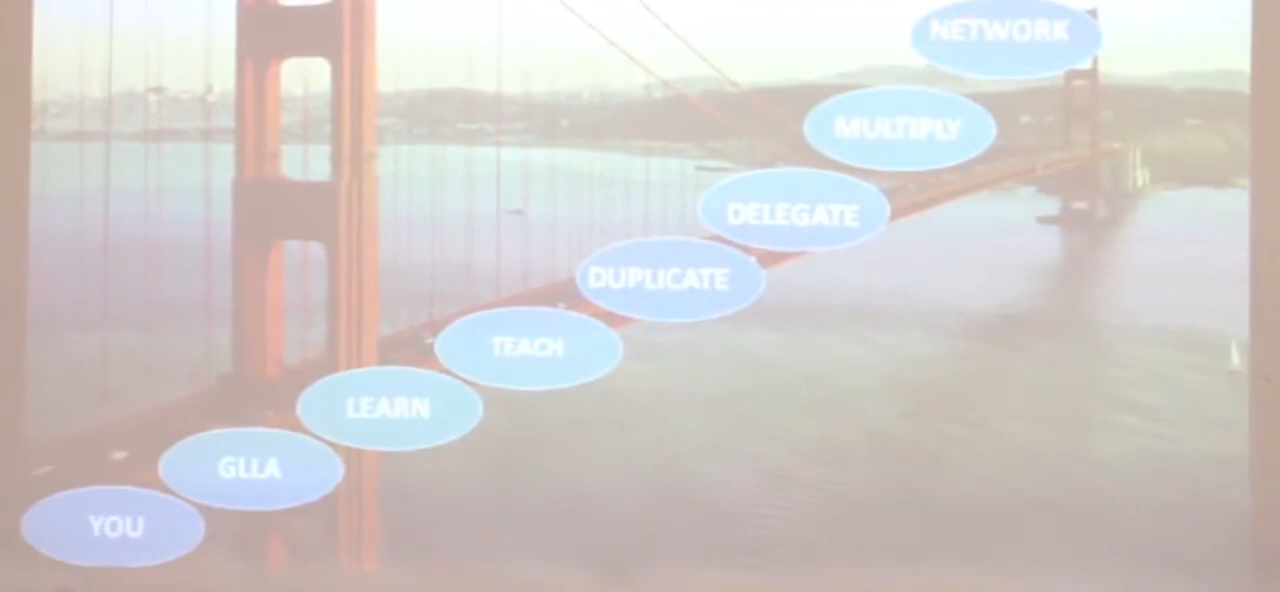 NETWORK
MULTIPLY
DELEGATE
DUPLICATE
TEACH
LEARN
GLLA
YOU